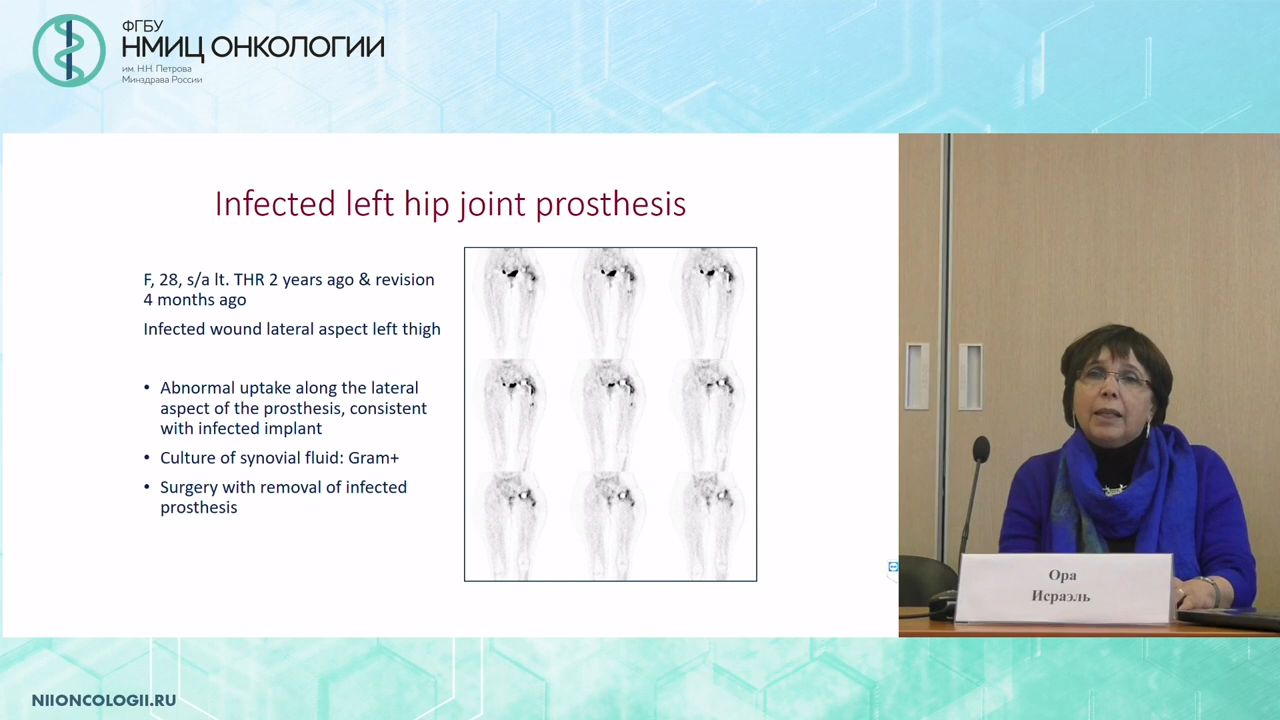 ФГБУ
НМИЦ ОНКОЛОГИИ
им. Н.Н. Петрова
Минздрава России
Infected left hip joint prosthesis
F, 28, s/a lt. THR 2 years ago & revision
4 months ago
Infected wound lateral aspect left thigh
• Abnormal uptake along the lateral
aspect of the prosthesis, consistent
with infected implant
• Culture of synovial fluid: Gram+
• Surgery with removal of infected
prosthesis
Ора
Исраэль
NIIONCOLOGII.RU